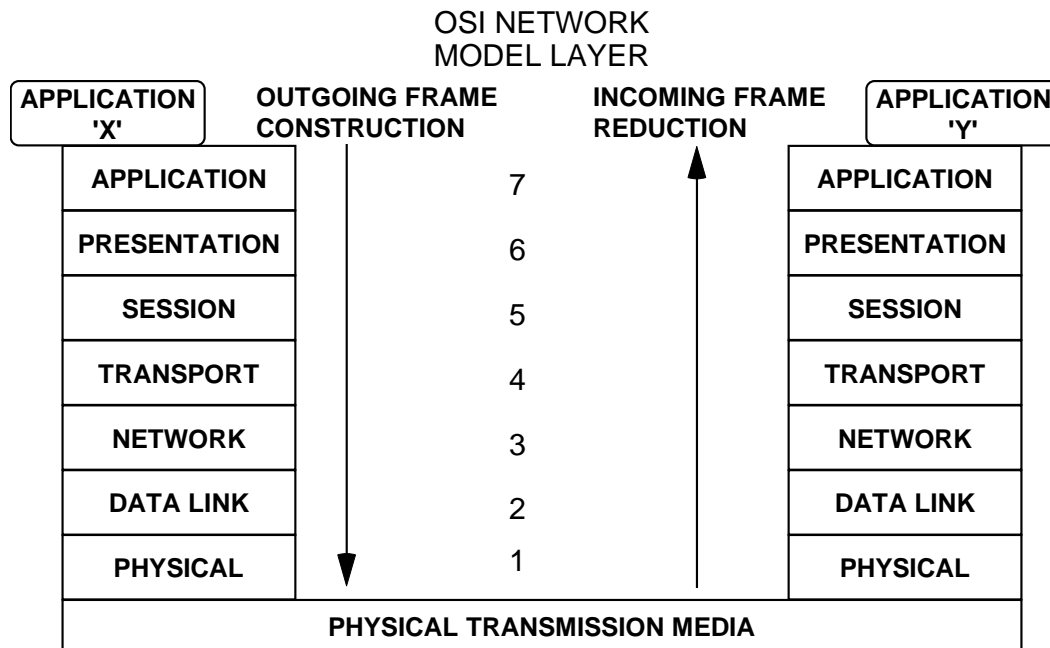 OSI NETWORK
MODEL LAYER
APPLICATION
'X'
OUTGOING FRAME
CONSTRUCTION
INCOMING FRAME
REDUCTION
APPLICATION
'Y'
APPLICATION
7
APPLICATION
PRESENTATION
6
PRESENTATION
SESSION
5
SESSION
TRANSPORT
4
TRANSPORT
NETWORK
3
NETWORK
DATA LINK
2
DATA LINK
PHYSICAL
1
PHYSICAL
PHYSICAL TRANSMISSION MEDIA